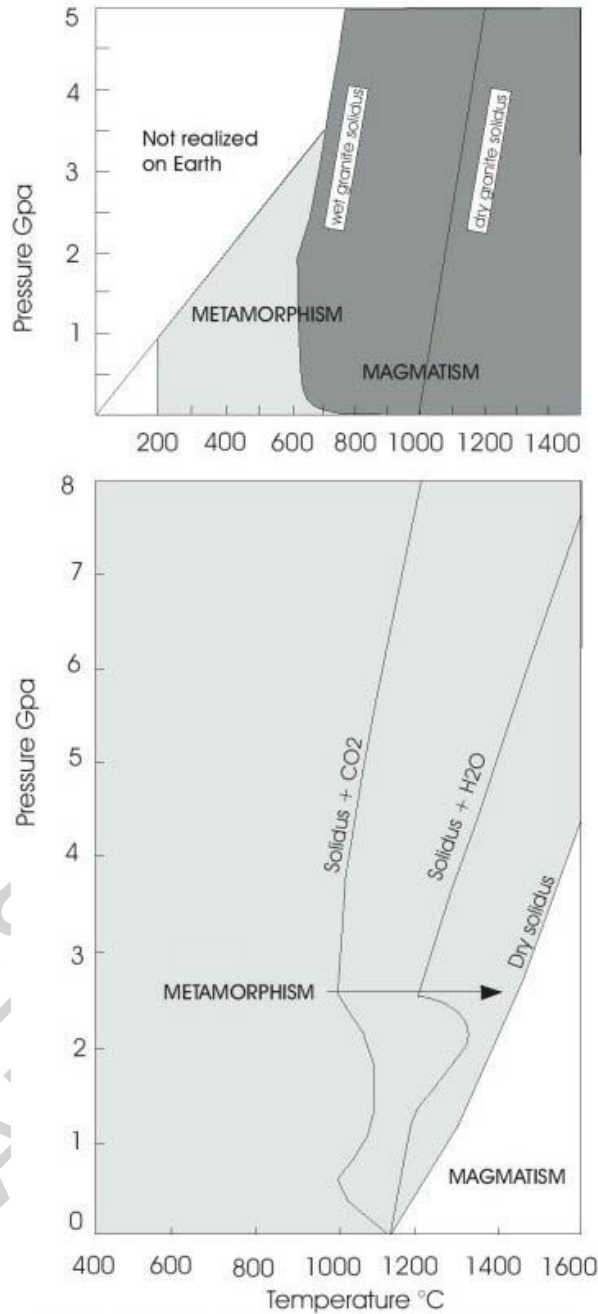 5
4
3
2
1
Pressure Gpa
Not realized
on Earth
wet granite solidus
dry granite solidus
METAMORPHISM
MAGMATISM
200 400 600 800 1000 1200 1400
8
7
6
5
4
3
2
1
0
Pressure Gpa
Solidus + CO2
Solidus + H2O
Dry solidus
METAMORPHISM
MAGMATISM
400 600 800 1000 1200 1400 1600
Temperature °C